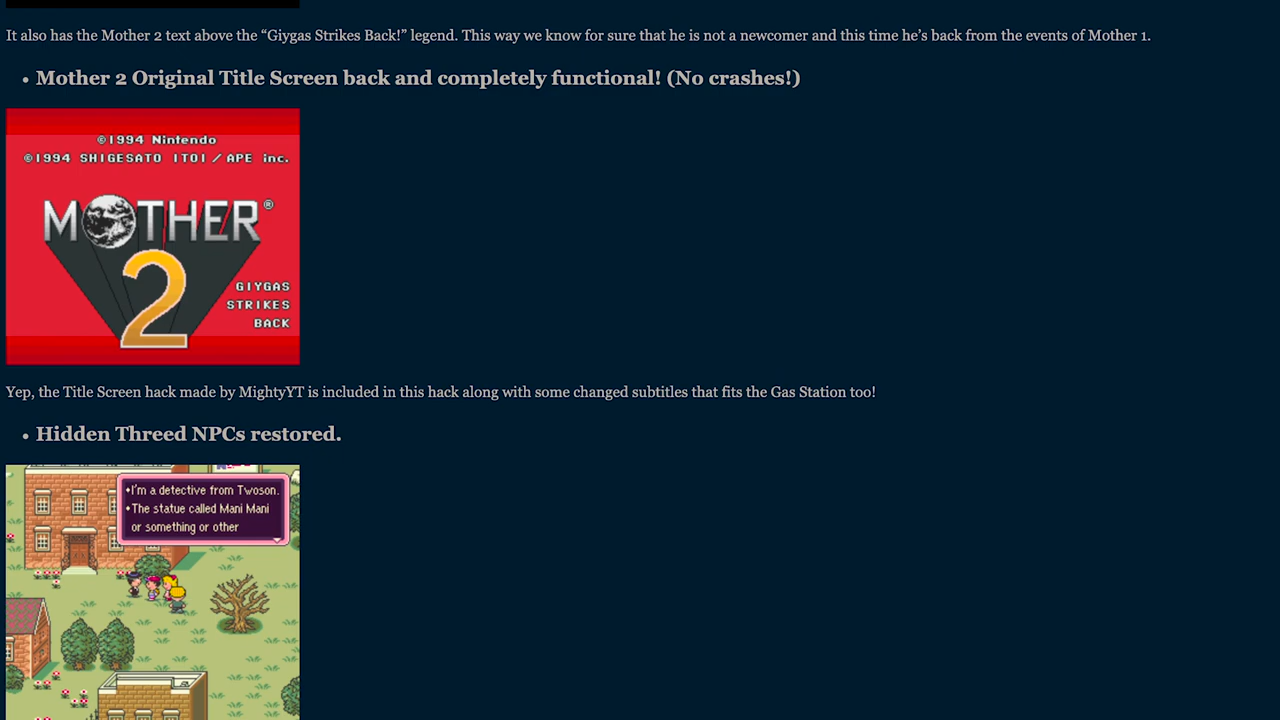 It also has the Mother 2 text above the “Giygas Strikes Back!” legend. This way we know for sure that he is not a newcomer and this time he’s back from the events of Mother 1.
• Mother 2 Original Title Screen back and completely functional! (No crashes!)
©1994 Nintendo
©1994 SHIGESATO ITOI / APE inc.
MOTHER®
2
GIYGAS
STRIKES
BACK
Yep, the Title Screen hack made by MightyYT is included in this hack along with some changed subtitles that fits the Gas Station too!
• Hidden Threed NPCs restored.
•I’m a detective from Twoson.
•The statue called Mani Mani
or something or other